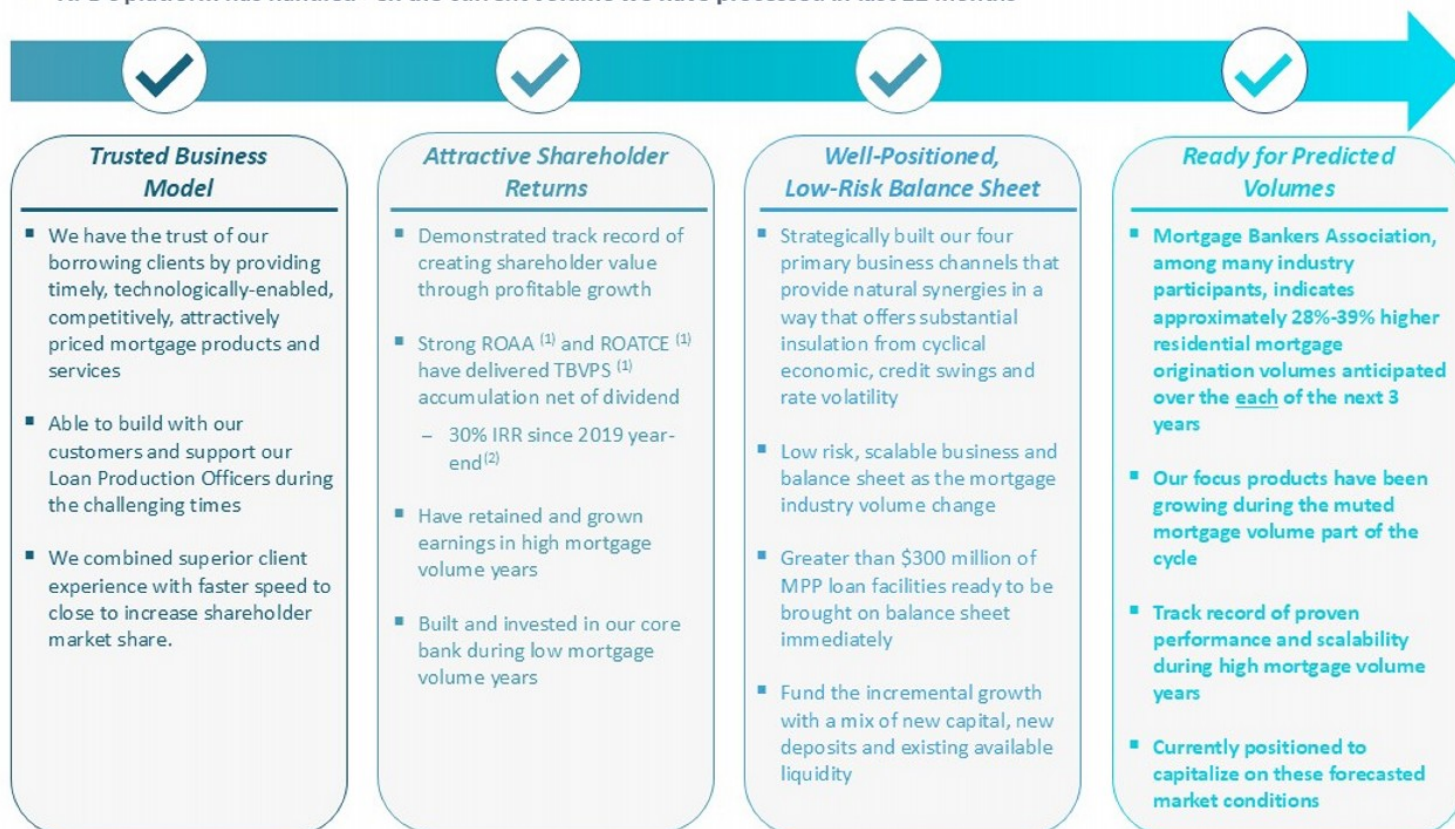 Trusted Business
Model
▪ We have the trust of our
borrowing clients by providing
timely, technologically-enabled,
competitively, attractively
priced mortgage products and
services
▪ Able to build with our
customers and support our
Loan Production Officers during
the challenging times
▪ We combined superior client
experience with faster speed to
close to increase shareholder
market share.
Attractive Shareholder
Returns
▪ Demonstrated track record of
creating shareholder value
through profitable growth
▪ Strong ROAA (1) and ROATCE (1)
have delivered TBVPS (1)
accumulation net of dividend
– 30% IRR since 2019 year-
end(2)
▪ Have retained and grown
earnings in high mortgage
volume years
▪ Built and invested in our core
bank during low mortgage
volume years
Well-Positioned,
Low-Risk Balance Sheet
▪ Strategically built our four
primary business channels that
provide natural synergies in a
way that offers substantial
insulation from cyclical
economic, credit swings and
rate volatility
▪ Low risk, scalable business and
balance sheet as the mortgage
industry volume change
▪ Greater than $300 million of
MPP loan facilities ready to be
brought on balance sheet
immediately
▪ Fund the incremental growth
with a mix of new capital, new
deposits and existing available
liquidity
Ready for Predicted
Volumes
▪ Mortgage Bankers Association,
among many industry
participants, indicates
approximately 28%-39% higher
residential mortgage
origination volumes anticipated
over the each of the next 3
years
▪ Our focus products have been
growing during the muted
mortgage volume part of the
cycle
▪ Track record of proven
performance and scalability
during high mortgage volume
years
▪ Currently positioned to
capitalize on these forecasted
market conditions